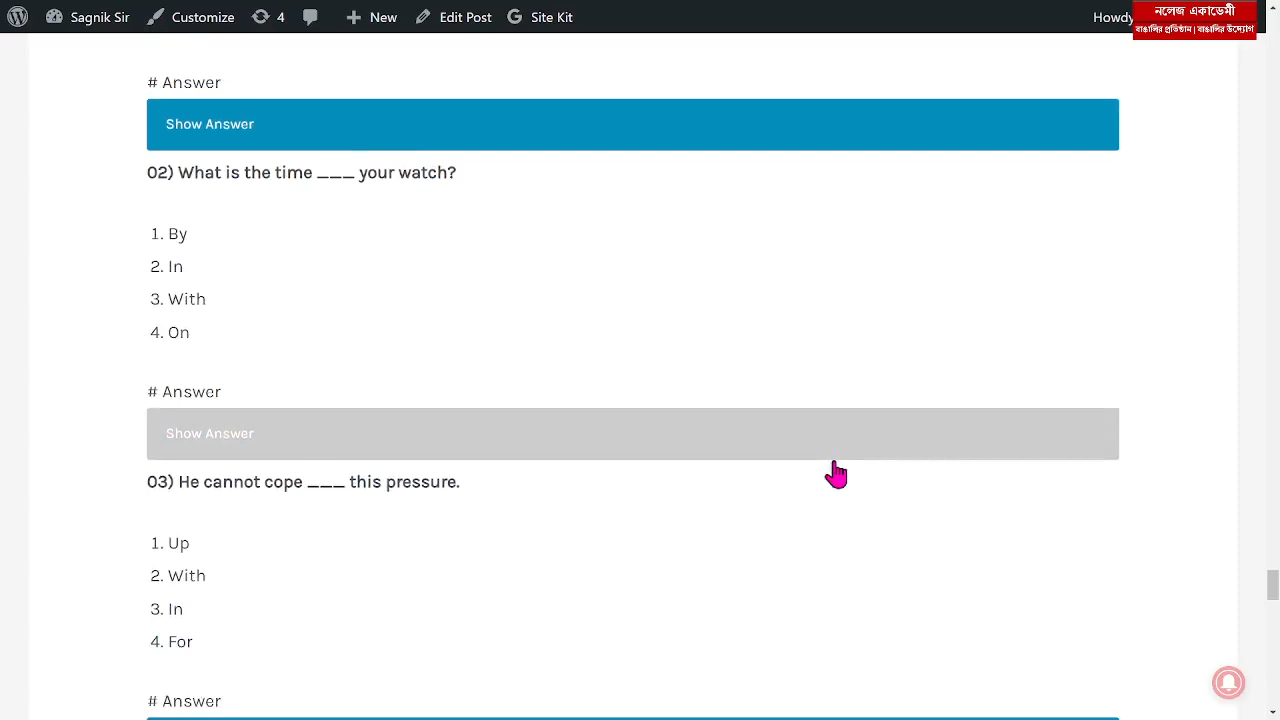 Sagnik Sir Customize 4 New Edit Post Site Kit Howdy
নলেজ একাডেমী
বাঙালির প্রতিষ্ঠান | বাঙালির উদ্যোগ
# Answer
Show Answer
02) What is the time ___ your watch?
1. By
2. In
3. With
4. On
# Answer
Show Answer
03) He cannot cope ___ this pressure.
1. Up
2. With
3. In
4. For
# Answer